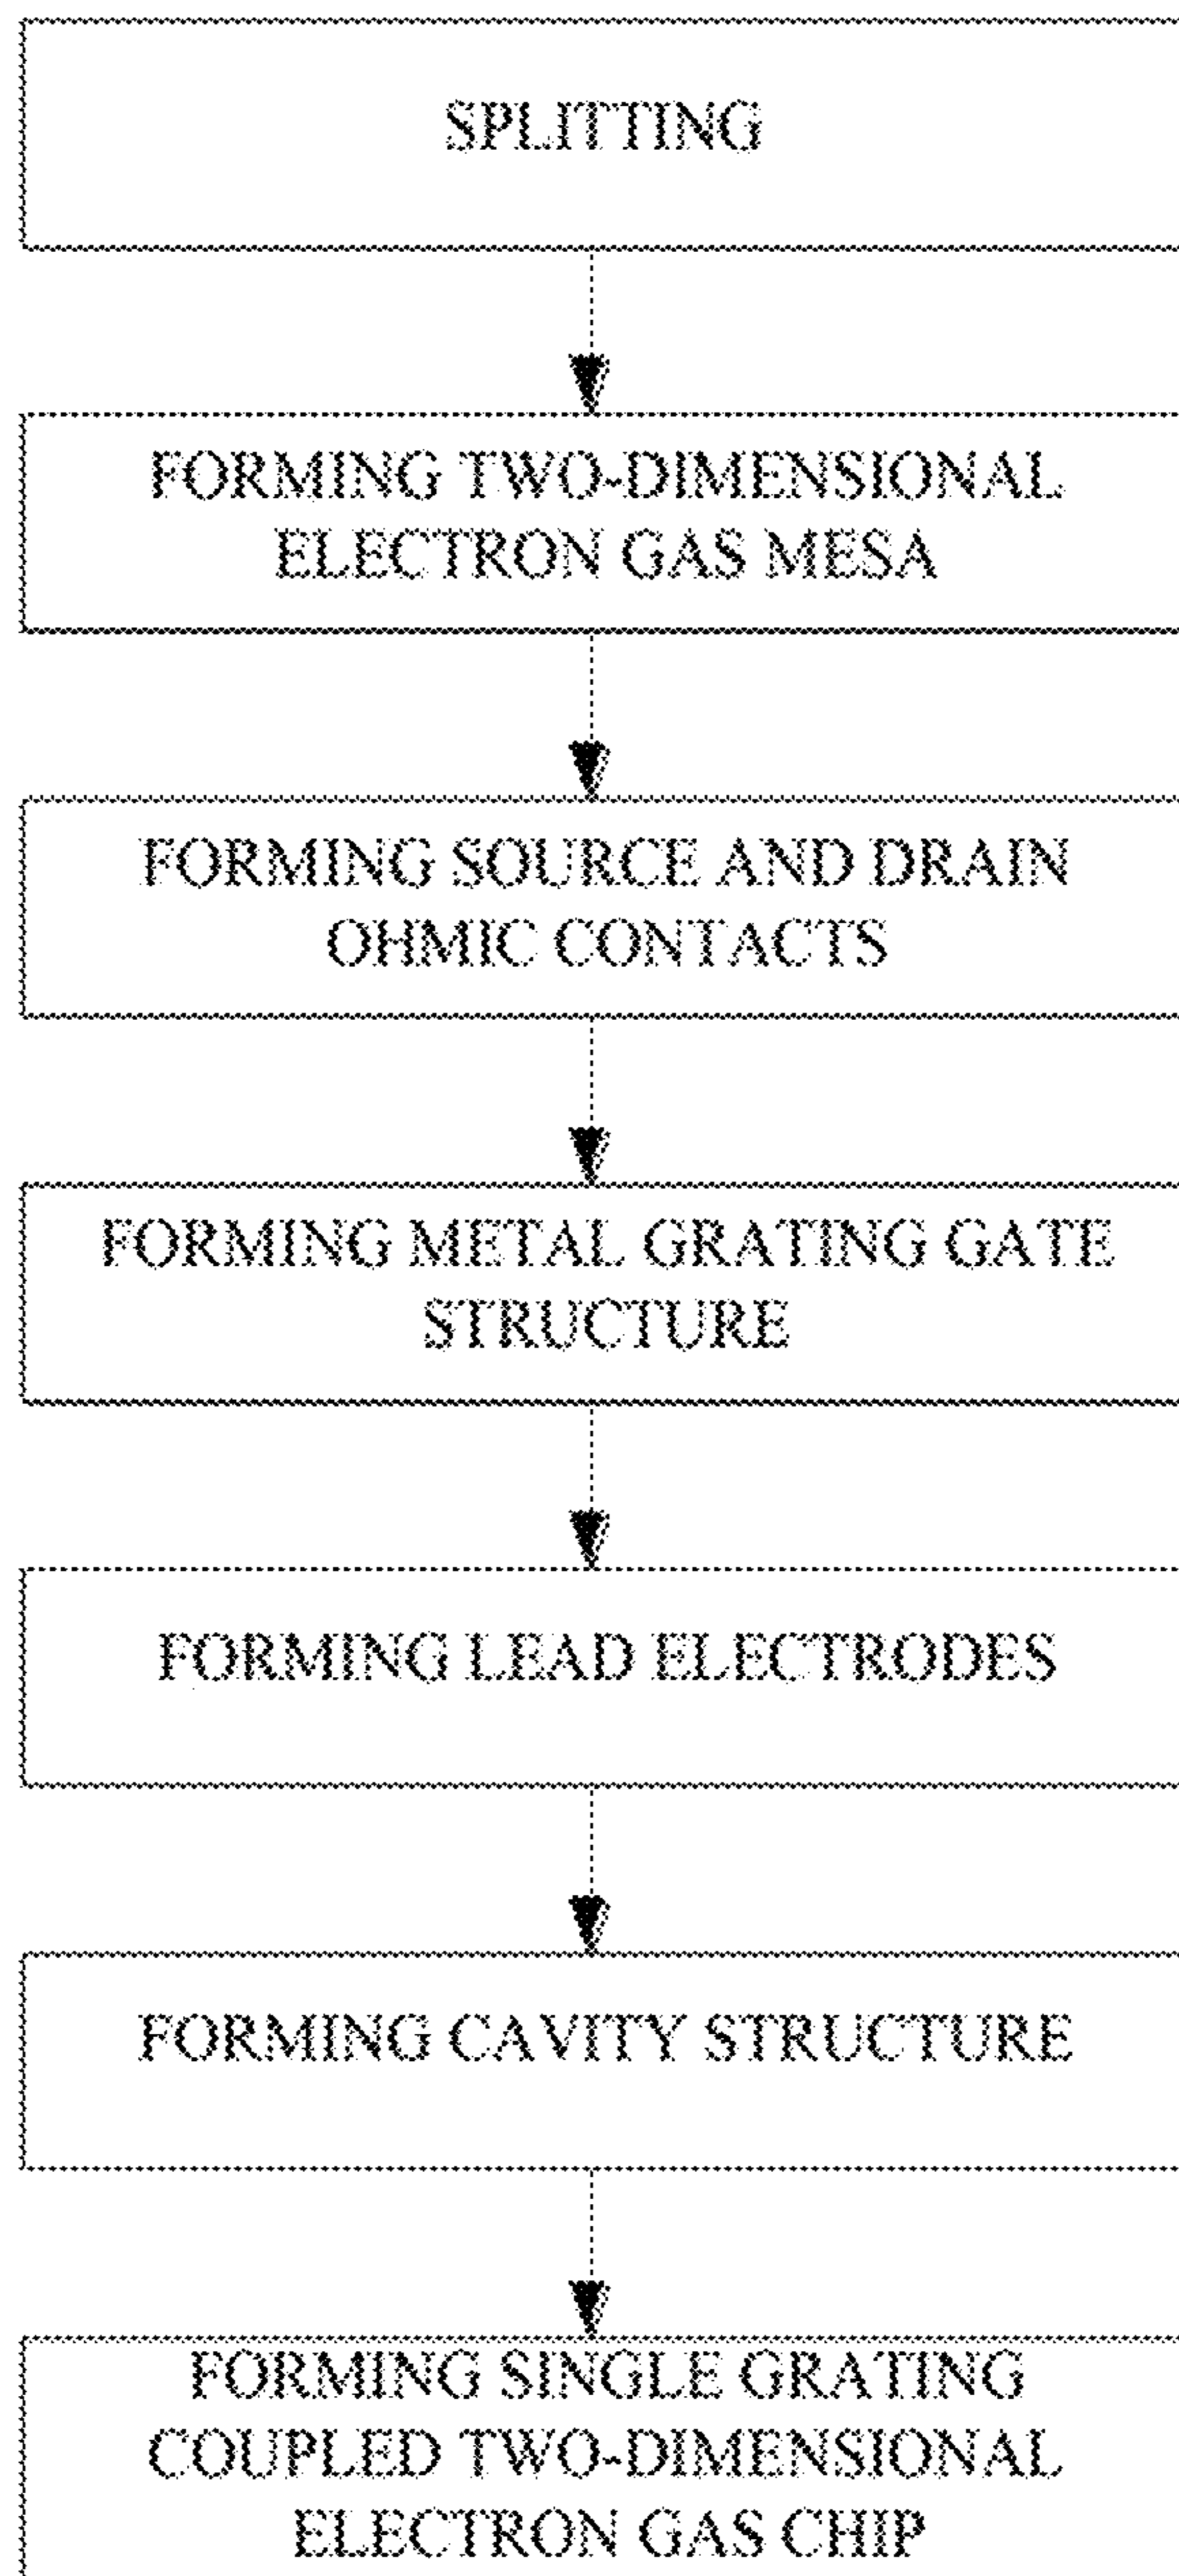 SPLITTING
FORMING TWO-DIMENSIONAL
ELECTRON GAS MESA
FORMING SOURCE AND DRAIN
OHMIC CONTACTS
FORMING METAL GRATING GATE
STRUCTURE
FORMING LEAD ELECTRODES
FORMING CAVITY STRUCTURE
FORMING SINGLE GRATING
COUPLED TWO-DIMENSIONAL
ELECTRON GAS CHIP